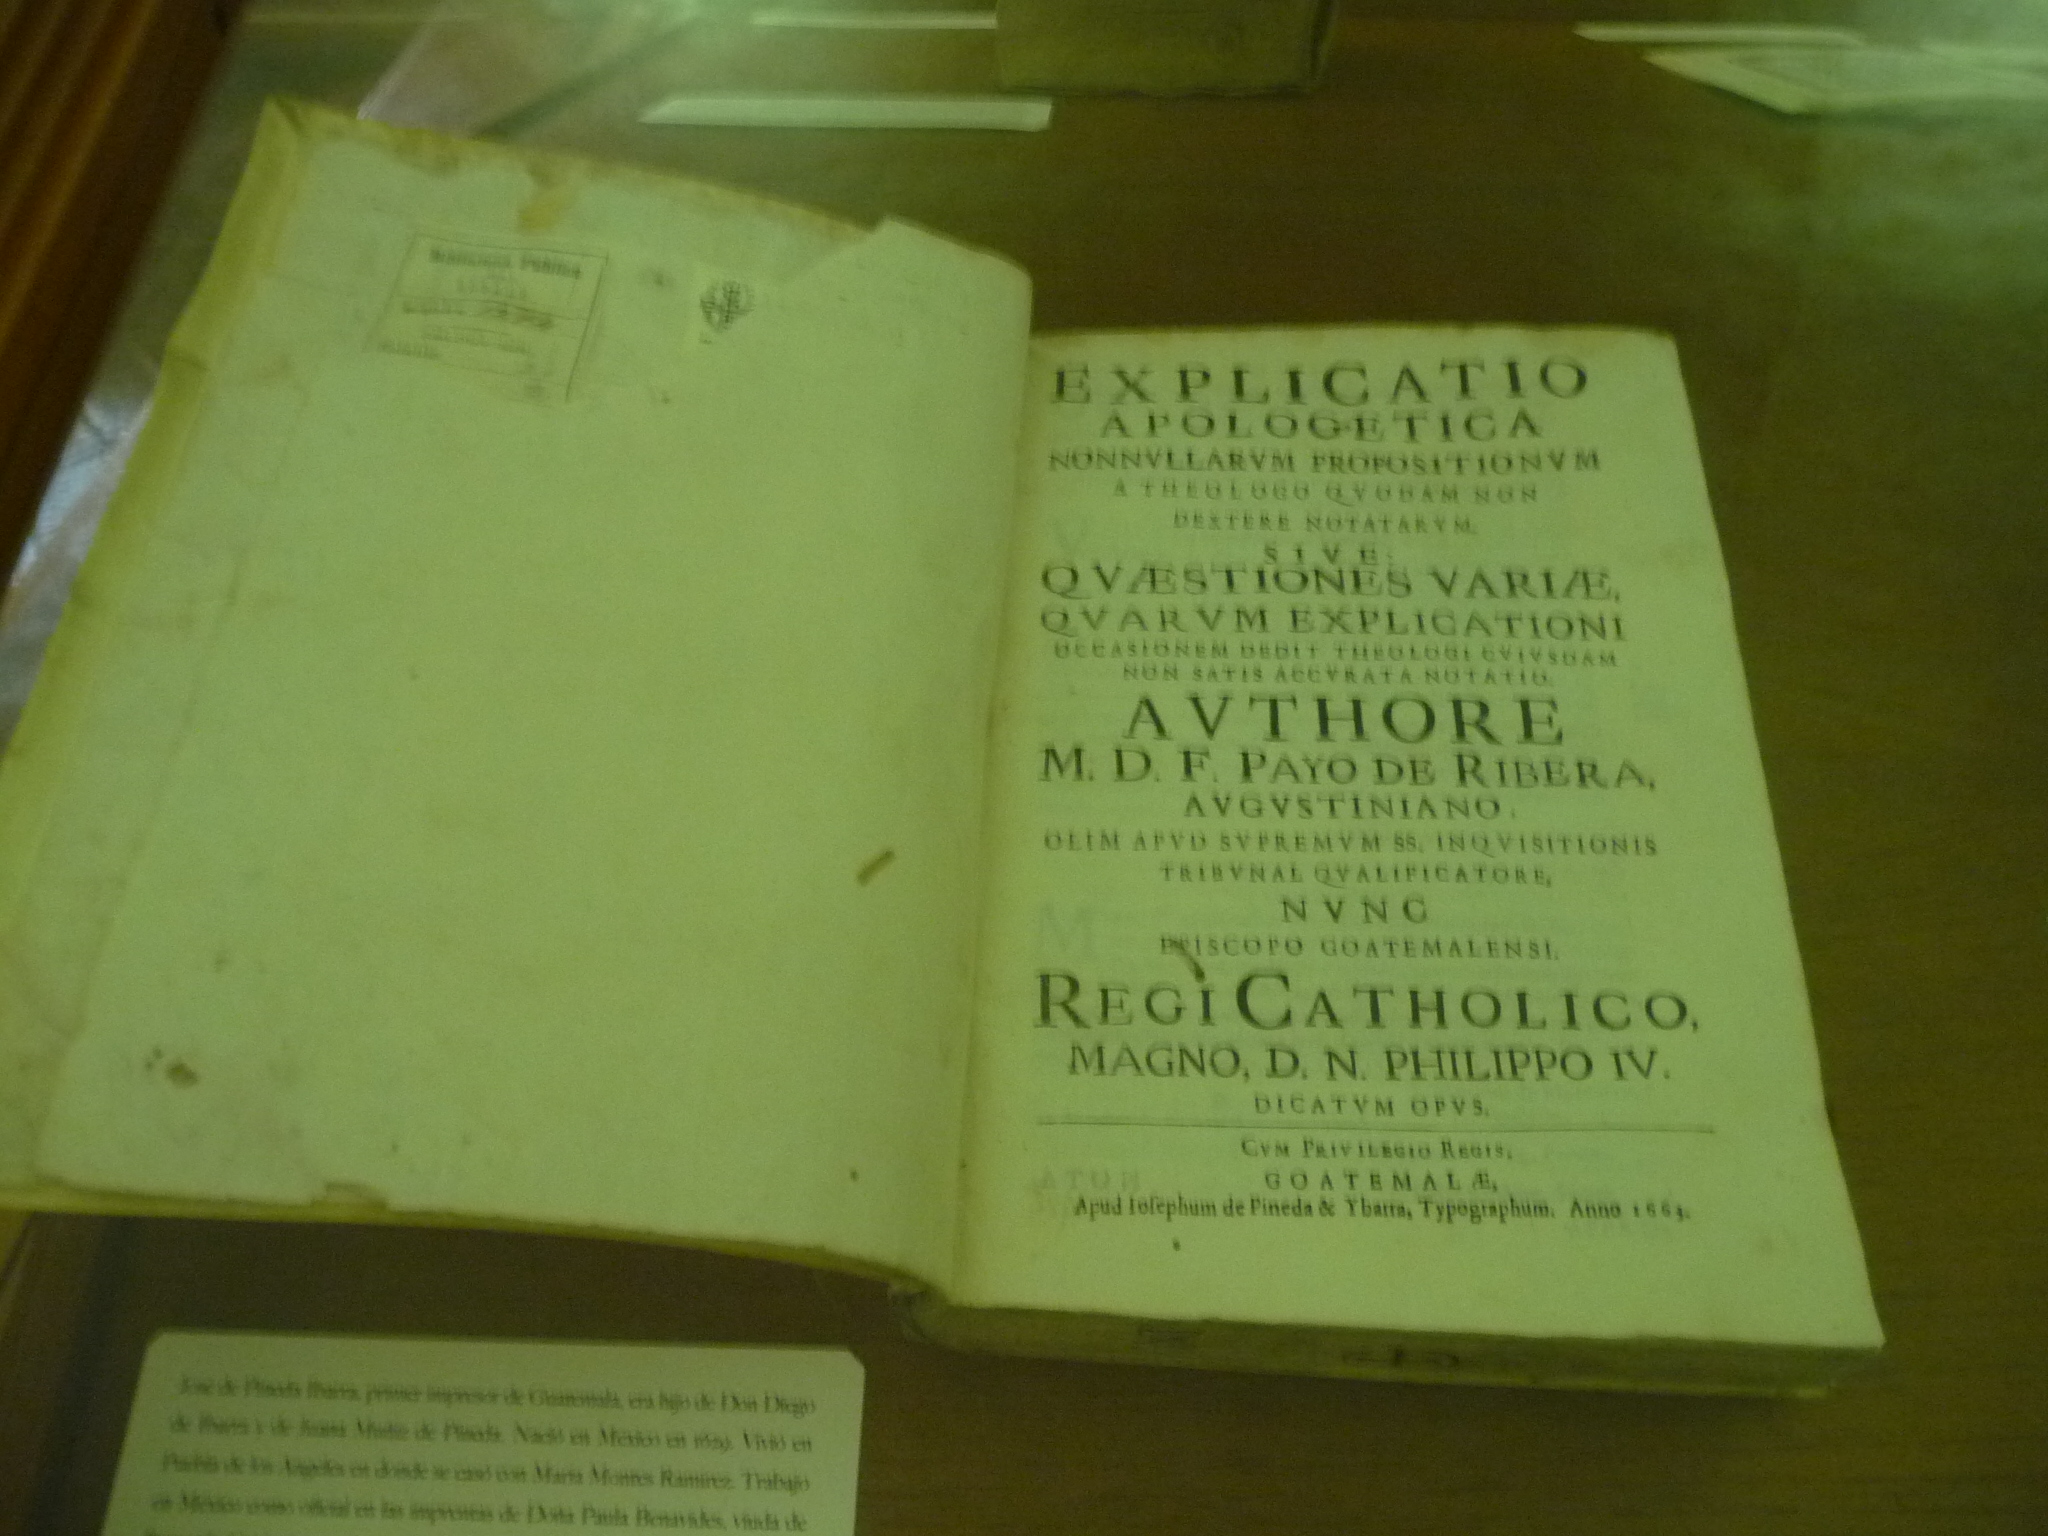 Pública
EXPLICATIO
APOLOGETICA
NONNVLLARVM PROPOSITIONVM
A THEOLOGO QVODAM NON
DEXTERE NOTATARVM.
SIVE.
QVÆSTIONES VARIÆ,
QVARVM EXPLICATIONI
OCCASIONEM DEDIT THEOLOGI CVIVSDAM
NON SATIS ACCVRATA NOTATIO.
AVTHORE
M. D. F. PAYO DE RIBERA,
AVGVSTINIANO.
OLIM APVD SVPREMVM SS. INQVISITIONIS
TRIBVNAL QVALIFICATORE,
NVNC
EPISCOPO GOATEMALENSI.
REGI CATHOLICO,
MAGNO, D. N. PHILIPPO IV.
DICATVM OPVS.
CVM PRIVILEGIO REGIS.
GOATEMALÆ,
Apud Iosephum de Pineda & Ybarra, Typographum. Anno 1663.
José de Pineda Ibarra, primer impresor de Guatemala, era hijo de Don Diego
de Ibarra y de Juana Muñiz de Pineda. Nació en México en 1629. Vivió en
Puebla de los Angeles en donde se casó con María Montes Ramírez. Trabajó
en México como oficial en las imprentas de Doña Paula Benavides, viuda de